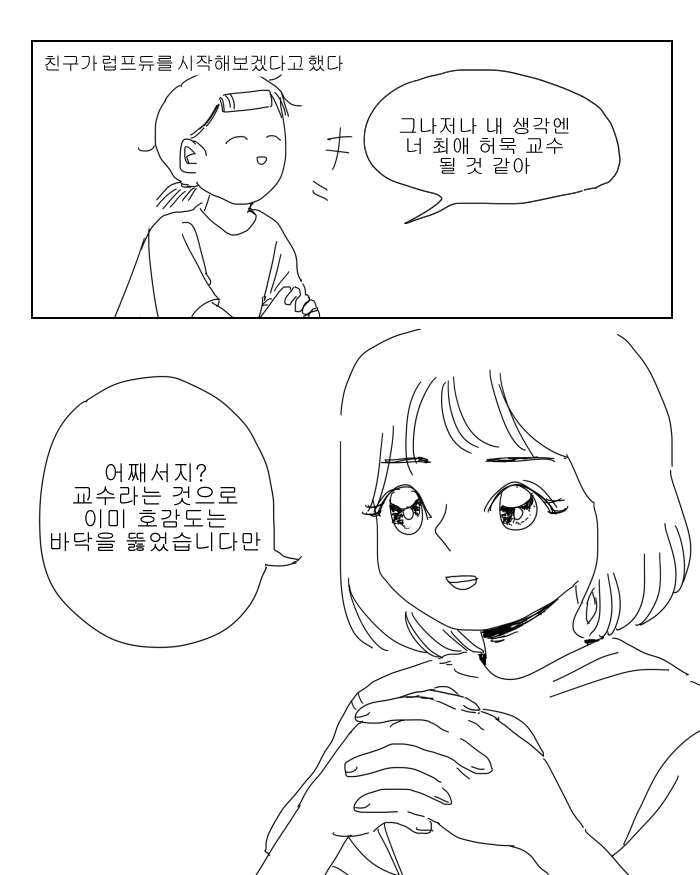 친구가 럽프듀를 시작해보겠다고 했다
그나저나 내 생각엔
너 최애 허묵 교수
될 것 같아
어째서지?
교수라는 것으로
이미 호감도는
바닥을 뚫었습니다만